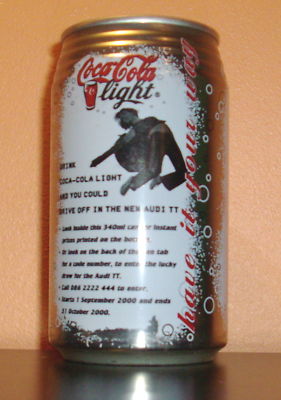 Coca-Cola
light
DRINK
COCA-COLA LIGHT
AND YOU COULD
DRIVE OFF IN THE NEW AUDI TT
• Look inside this 340ml can for instant
prizes printed on the bottom.
• Or look on the back of the can tab
for a code number, to enter the lucky
draw for the Audi TT.
• Call 086 2222 444 to enter.
• Starts 1 September 2000 and ends
31 October 2000.
have it your way